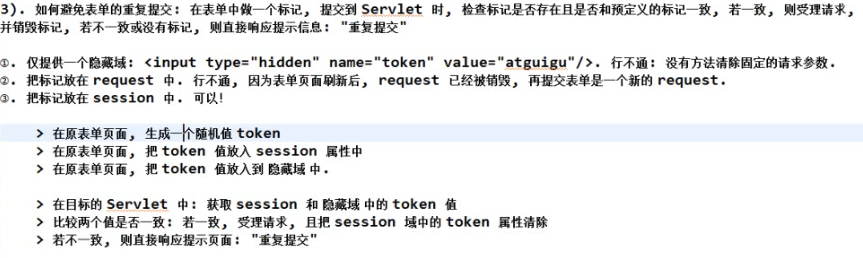 3). 如何避免表单的重复提交: 在表单中做一个标记, 提交到 Servlet 时, 检查标记是否存在且是否和预定义的标记一致, 若一致, 则受理请求,
并销毁标记, 若不一致或没有标记, 则直接响应提示信息: "重复提交"
①. 仅提供一个隐藏域: <input type="hidden" name="token" value="atguigu"/>. 行不通: 没有方法清除固定的请求参数.
②. 把标记放在 request 中. 行不通, 因为表单页面刷新后, request 已经被销毁, 再提交表单是一个新的 request.
③. 把标记放在 session 中. 可以!
> 在原表单页面, 生成一个随机值 token
> 在原表单页面, 把 token 值放入 session 属性中
> 在原表单页面, 把 token 值放入到 隐藏域 中.
> 在目标的 Servlet 中: 获取 session 和 隐藏域 中的 token 值
> 比较两个值是否一致: 若一致, 受理请求, 且把 session 域中的 token 属性清除
> 若不一致, 则直接响应提示页面: "重复提交"